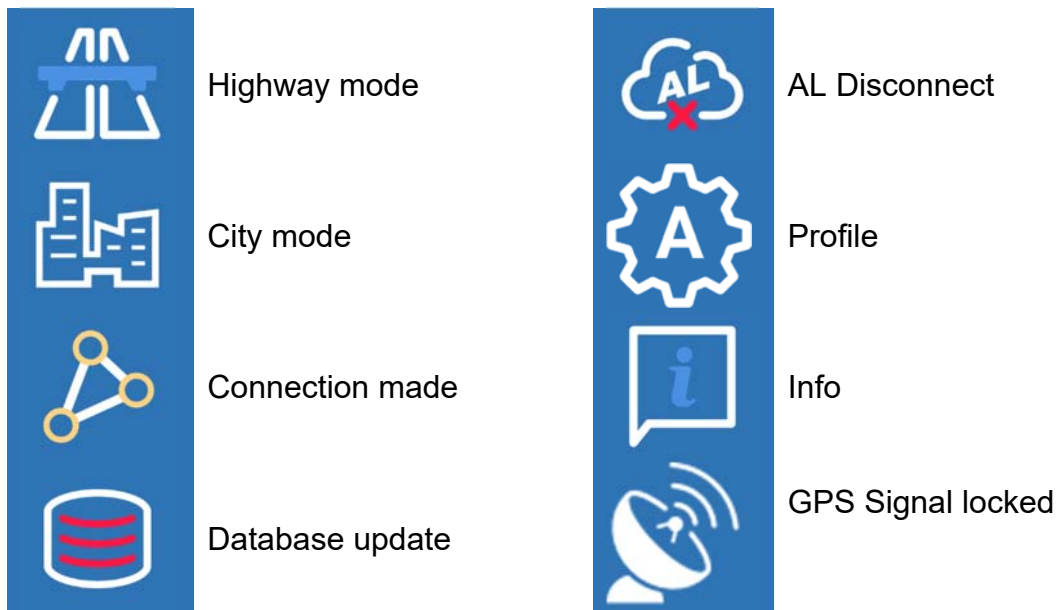 Highway mode
City mode
Connection made
Database update
AL
AL Disconnect
A
Profile
i
Info
GPS Signal locked